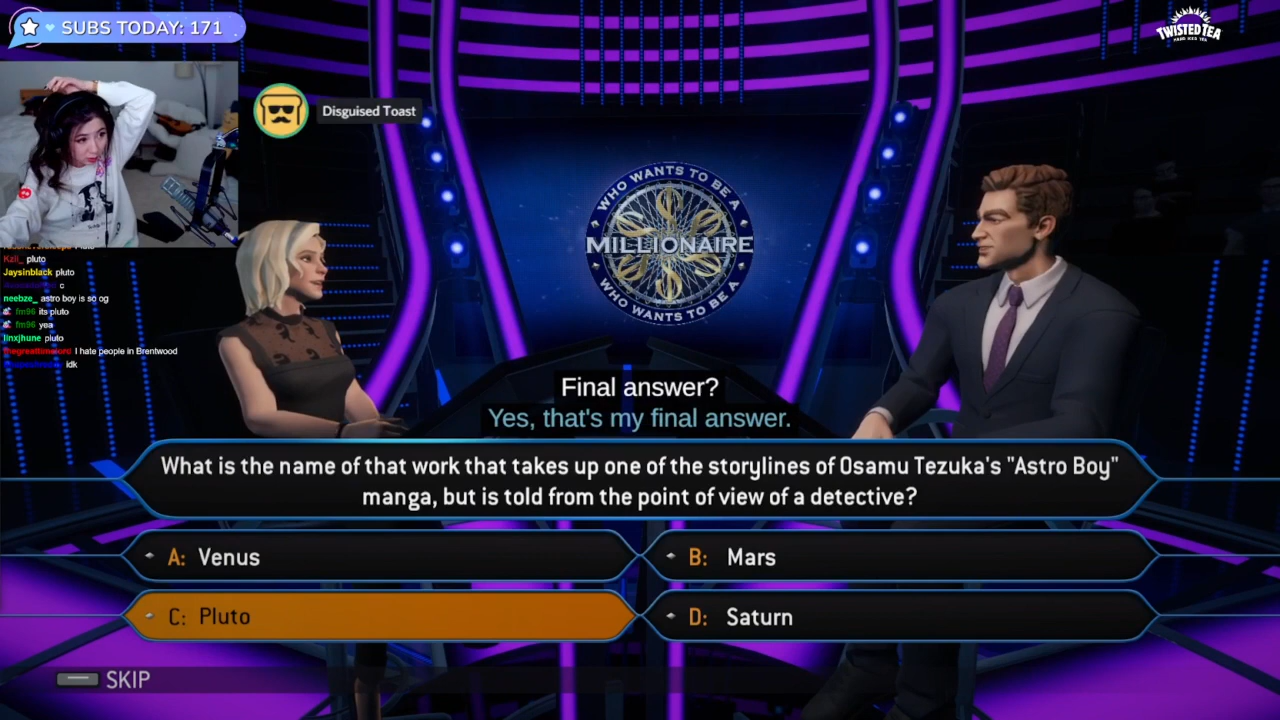 SUBS TODAY: 171
TWISTED TEA
HARD ICED TEA
Disguised Toast
WHO WANTS TO BE A
MILLIONAIRE
WHO WANTS TO BE A
Kzli_ pluto
Jaysinblack pluto
c
neebze_ astro boy is so og
fm96 its pluto
fm96 yea
linxjhune pluto
I hate people in Brentwood
idk
Final answer?
Yes, that's my final answer.
What is the name of that work that takes up one of the storylines of Osamu Tezuka's "Astro Boy"
manga, but is told from the point of view of a detective?
A: Venus
B: Mars
C: Pluto
D: Saturn
SKIP